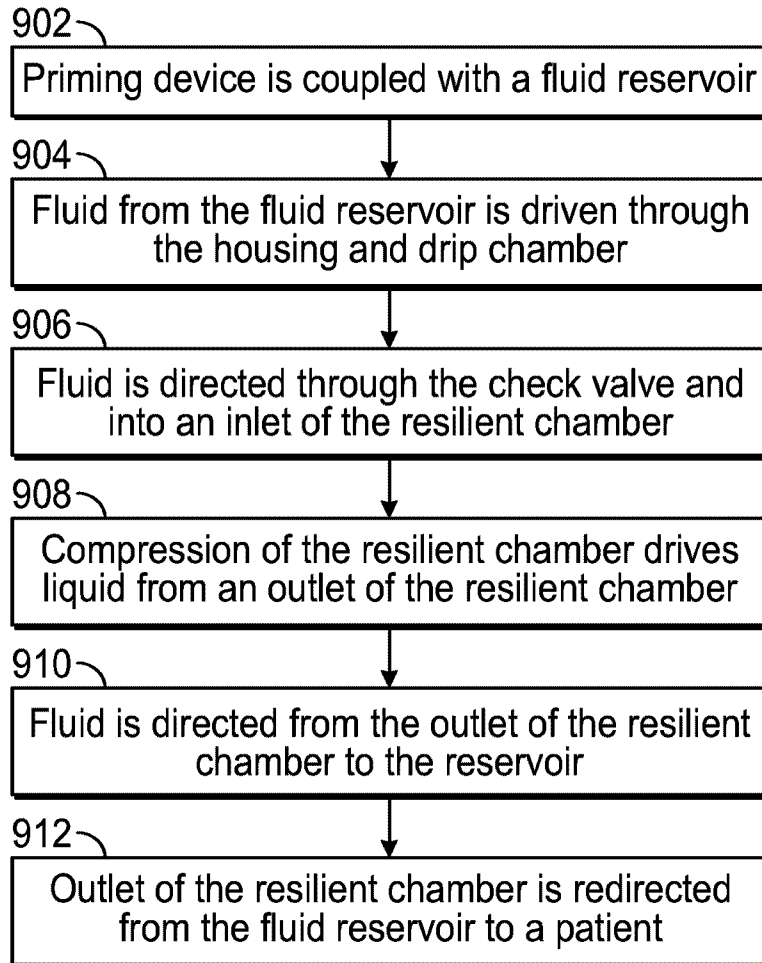 902
Priming device is coupled with a fluid reservoir
904
Fluid from the fluid reservoir is driven through
the housing and drip chamber
906
Fluid is directed through the check valve and
into an inlet of the resilient chamber
908
Compression of the resilient chamber drives
liquid from an outlet of the resilient chamber
910
Fluid is directed from the outlet of the resilient
chamber to the reservoir
912
Outlet of the resilient chamber is redirected
from the fluid reservoir to a patient